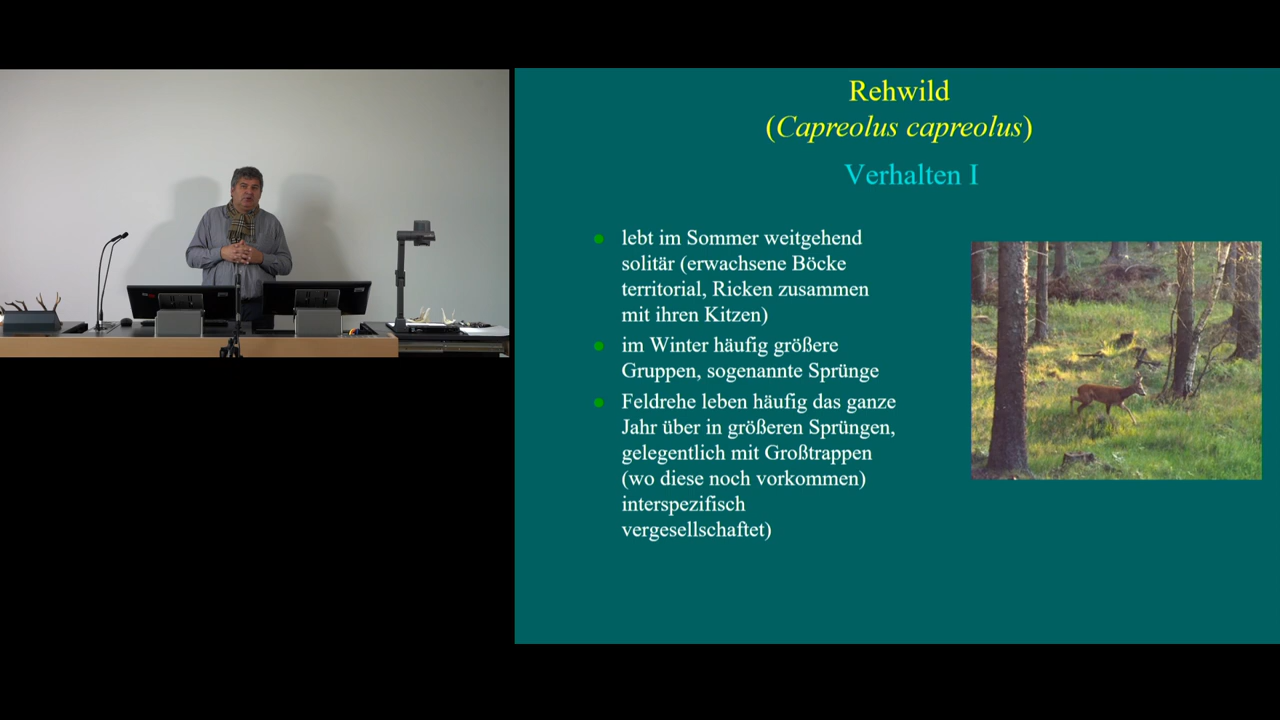 Rehwild
(Capreolus capreolus)
Verhalten I
lebt im Sommer weitgehend
solitär (erwachsene Böcke
territorial, Ricken zusammen
mit ihren Kitzen)
im Winter häufig größere
Gruppen, sogenannte Sprünge
Feldrehe leben häufig das ganze
Jahr über in größeren Sprüngen,
gelegentlich mit Großtrappen
(wo diese noch vorkommen)
interspezifisch
vergesellschaftet)